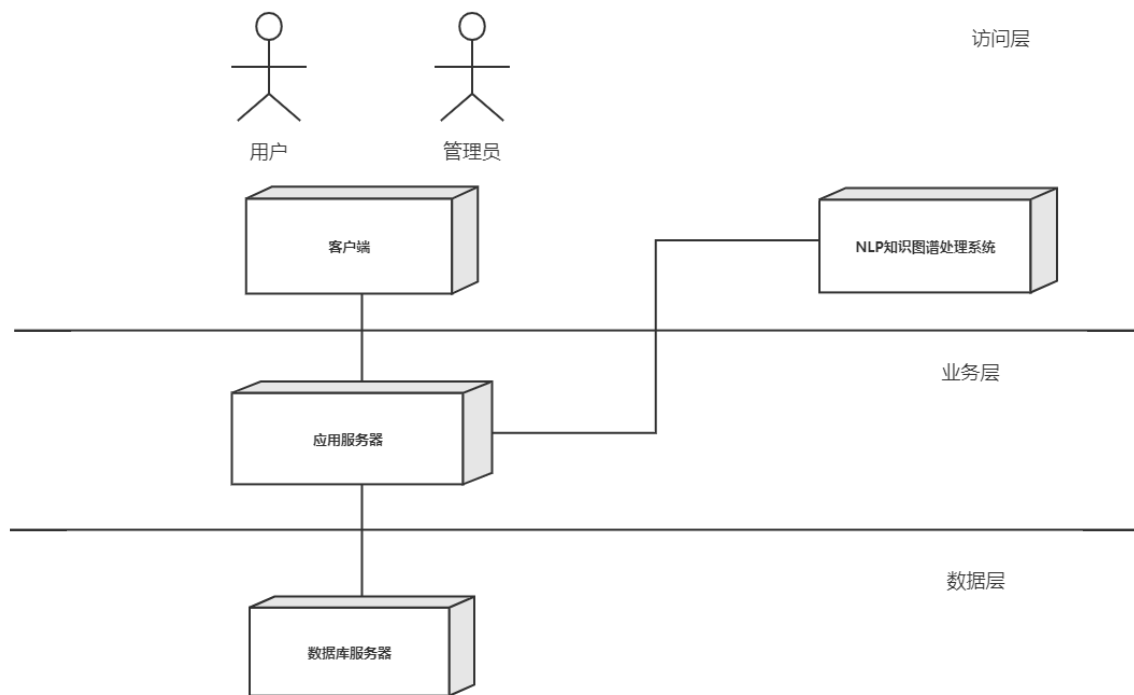 访问层
用户
管理员
客户端
NLP知识图谱处理系统
业务层
应用服务器
数据层
数据库服务器